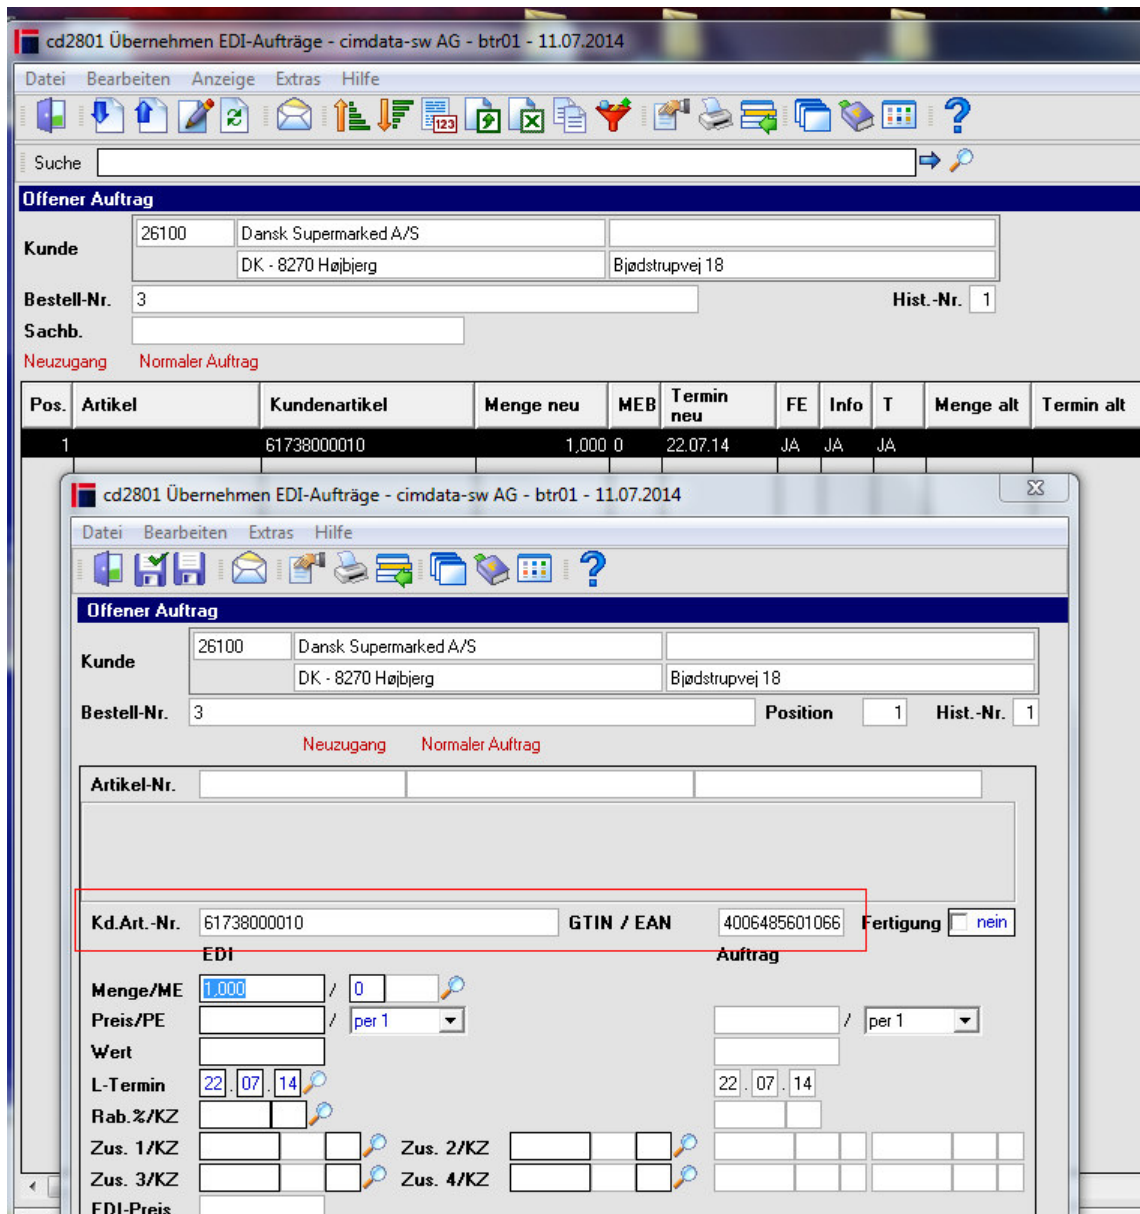 cd2801 Übernehmen EDI-Aufträge - cimdata-sw AG - btr01 - 11.07.2014
Datei Bearbeiten Anzeige Extras Hilfe
123
Suche
Offener Auftrag
Kunde 26100 Dansk Supermarked A/S
DK - 8270 Højbjerg Bjødstrupvej 18
Bestell-Nr. 3 Hist.-Nr. 1
Sachb.
Neuzugang Normaler Auftrag
Pos. Artikel Kundenartikel Menge neu MEB Termin neu FE Info T Menge alt Termin alt
1 61738000010 1,000 0 22.07.14 JA JA JA
cd2801 Übernehmen EDI-Aufträge - cimdata-sw AG - btr01 - 11.07.2014
Datei Bearbeiten Extras Hilfe
Offener Auftrag
Kunde 26100 Dansk Supermarked A/S
DK - 8270 Højbjerg Bjødstrupvej 18
Bestell-Nr. 3 Position 1 Hist.-Nr. 1
Neuzugang Normaler Auftrag
Artikel-Nr.
Kd.Art.-Nr. 61738000010 GTIN / EAN 4006485601066 Fertigung nein
EDI Auftrag
Menge/ME 1,000 / 0
Preis/PE / per 1 / per 1
Wert
L-Termin 22 . 07 . 14 22 . 07 . 14
Rab.%/KZ
Zus. 1/KZ Zus. 2/KZ
Zus. 3/KZ Zus. 4/KZ
EDI-Preis